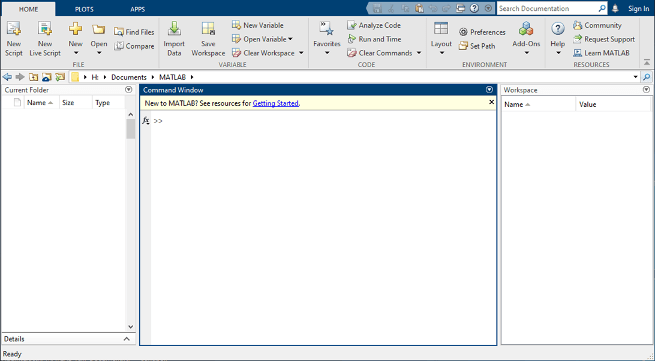 HOME PLOTS APPS Search Documentation Sign In
New Script New Live Script New Open Find Files Compare Import Data Save Workspace New Variable Open Variable Clear Workspace Favorites Analyze Code Run and Time Clear Commands Layout Preferences Set Path Add-Ons Help Community Request Support Learn MATLAB
FILE VARIABLE CODE ENVIRONMENT RESOURCES
H: Documents MATLAB
Current Folder Command Window Workspace
Name Size Type
New to MATLAB? See resources for Getting Started.
Name Value
fx >>
Details
Ready